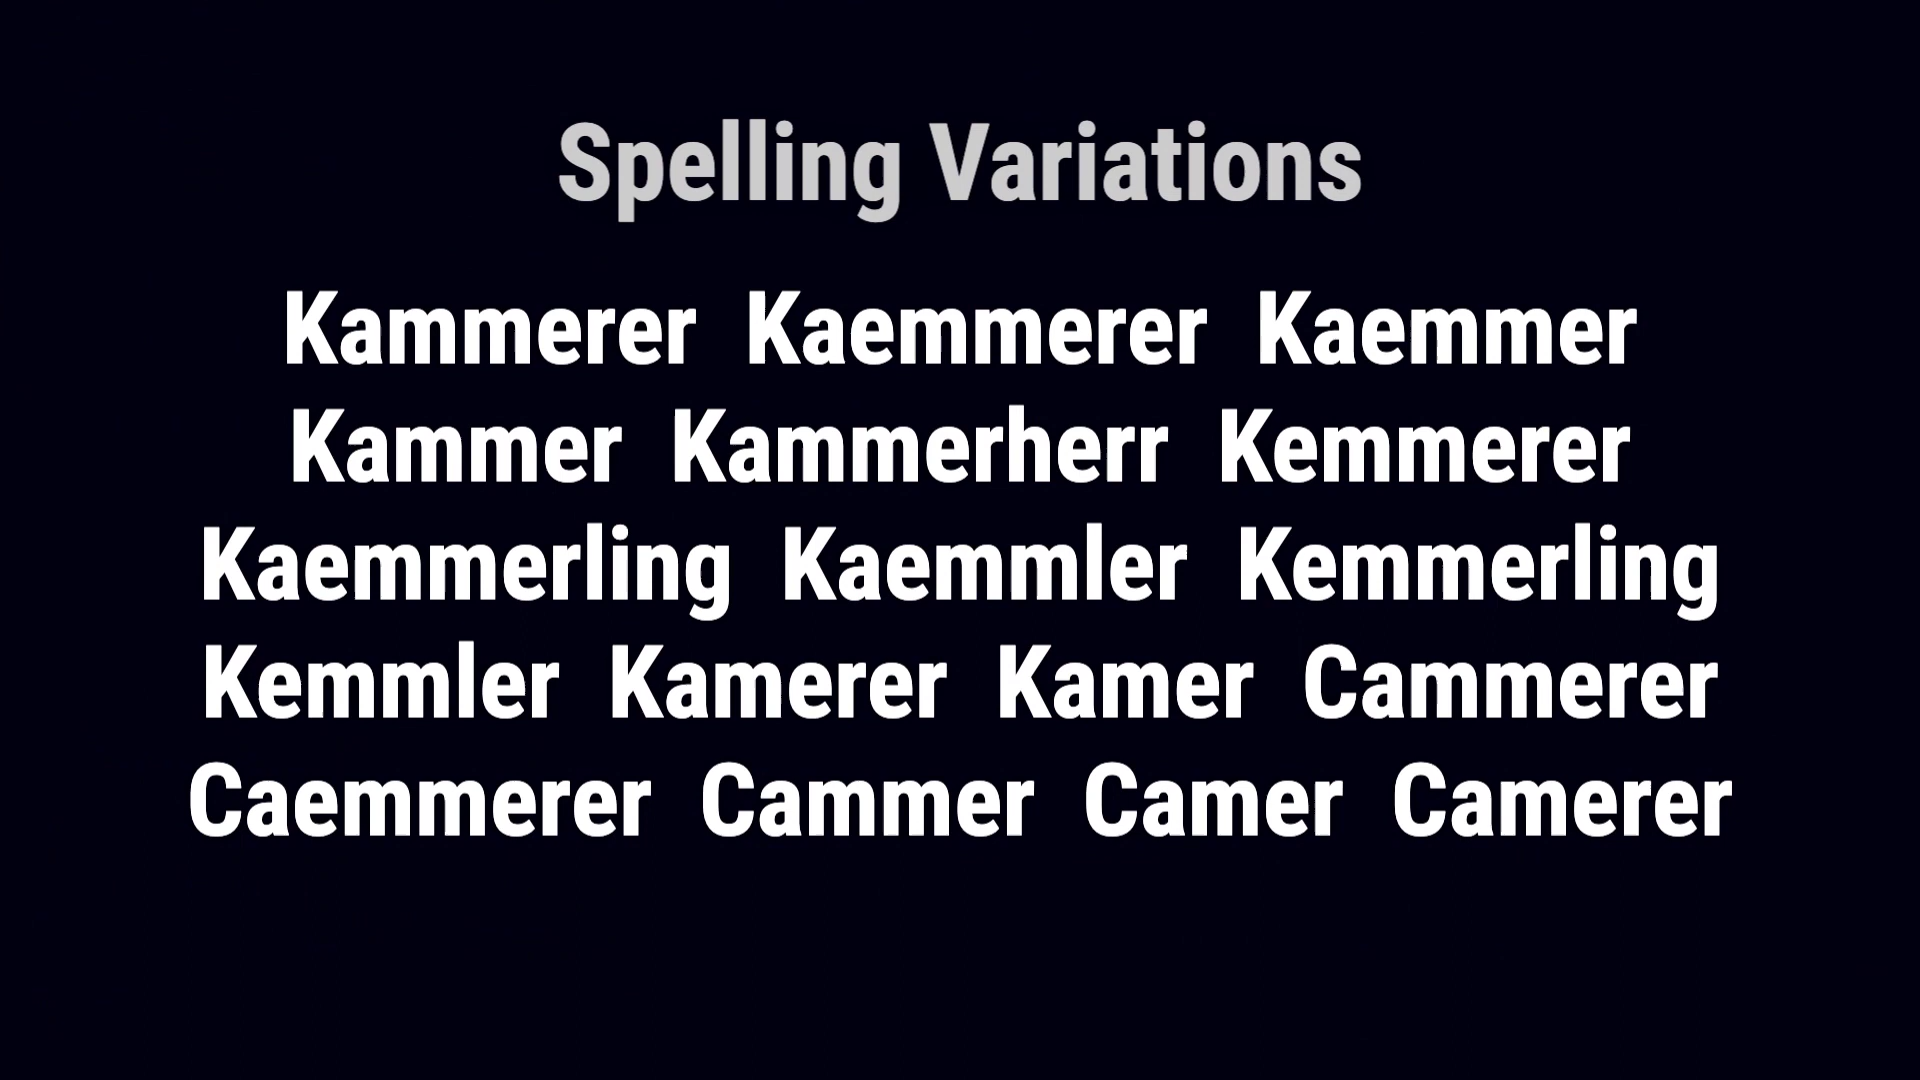 Spelling Variations
Kammerer Kaemmerer Kaemmer
Kammer Kammerherr Kemmerer
Kaemmerling Kaemmler Kemmerling
Kemmler Kamerer Kamer Cammerer
Caemmerer Cammer Camer Camerer